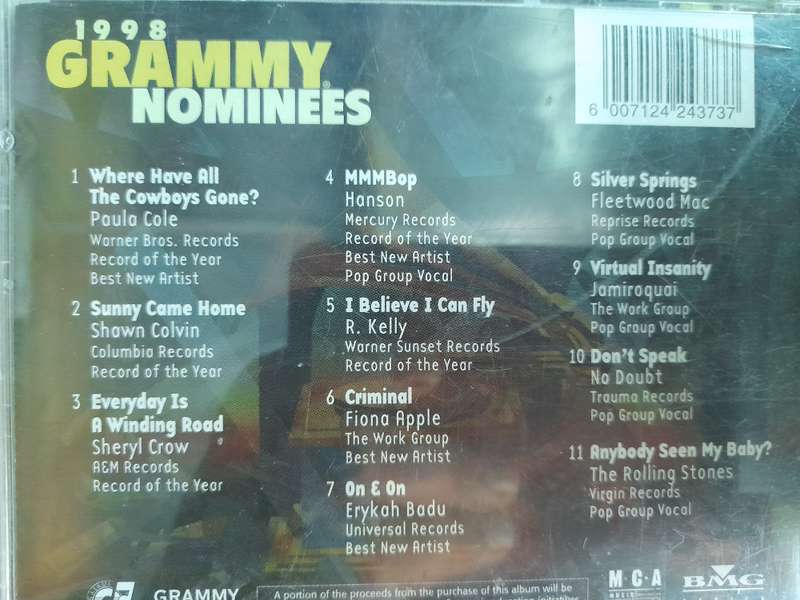 1998
GRAMMY®
NOMINEES
6 007124 243737
1 Where Have All
The Cowboys Gone?
Paula Cole
Warner Bros. Records
Record of the Year
Best New Artist
2 Sunny Came Home
Shawn Colvin
Columbia Records
Record of the Year
3 Everyday Is
A Winding Road
Sheryl Crow
A&M Records
Record of the Year
4 MMMBop
Hanson
Mercury Records
Record of the Year
Best New Artist
Pop Group Vocal
5 I Believe I Can Fly
R. Kelly
Warner Sunset Records
Record of the Year
6 Criminal
Fiona Apple
The Work Group
Best New Artist
7 On & On
Erykah Badu
Universal Records
Best New Artist
8 Silver Springs
Fleetwood Mac
Reprise Records
Pop Group Vocal
9 Virtual Insanity
Jamiroquai
The Work Group
Pop Group Vocal
10 Don't Speak
No Doubt
Trauma Records
Pop Group Vocal
11 Anybody Seen My Baby?
The Rolling Stones
Virgin Records
Pop Group Vocal
GRAMMY
A portion of the proceeds from the purchase of this album will be
M·C·A
MUSIC
BMG